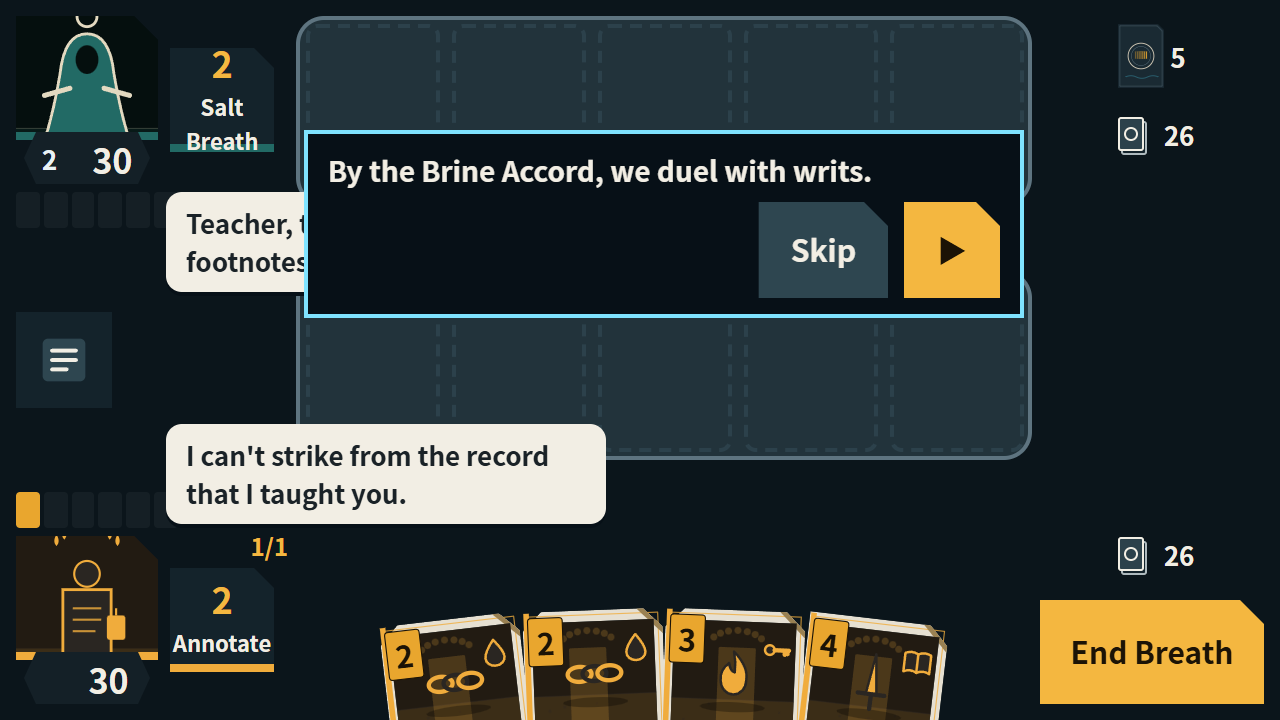 2
Salt
Breath
2 30
5
26
By the Brine Accord, we duel with writs.
Skip
Teacher,
footnotes
I can't strike from the record
that I taught you.
1/1
2
Annotate
30
26
2
2
3
4
End Breath